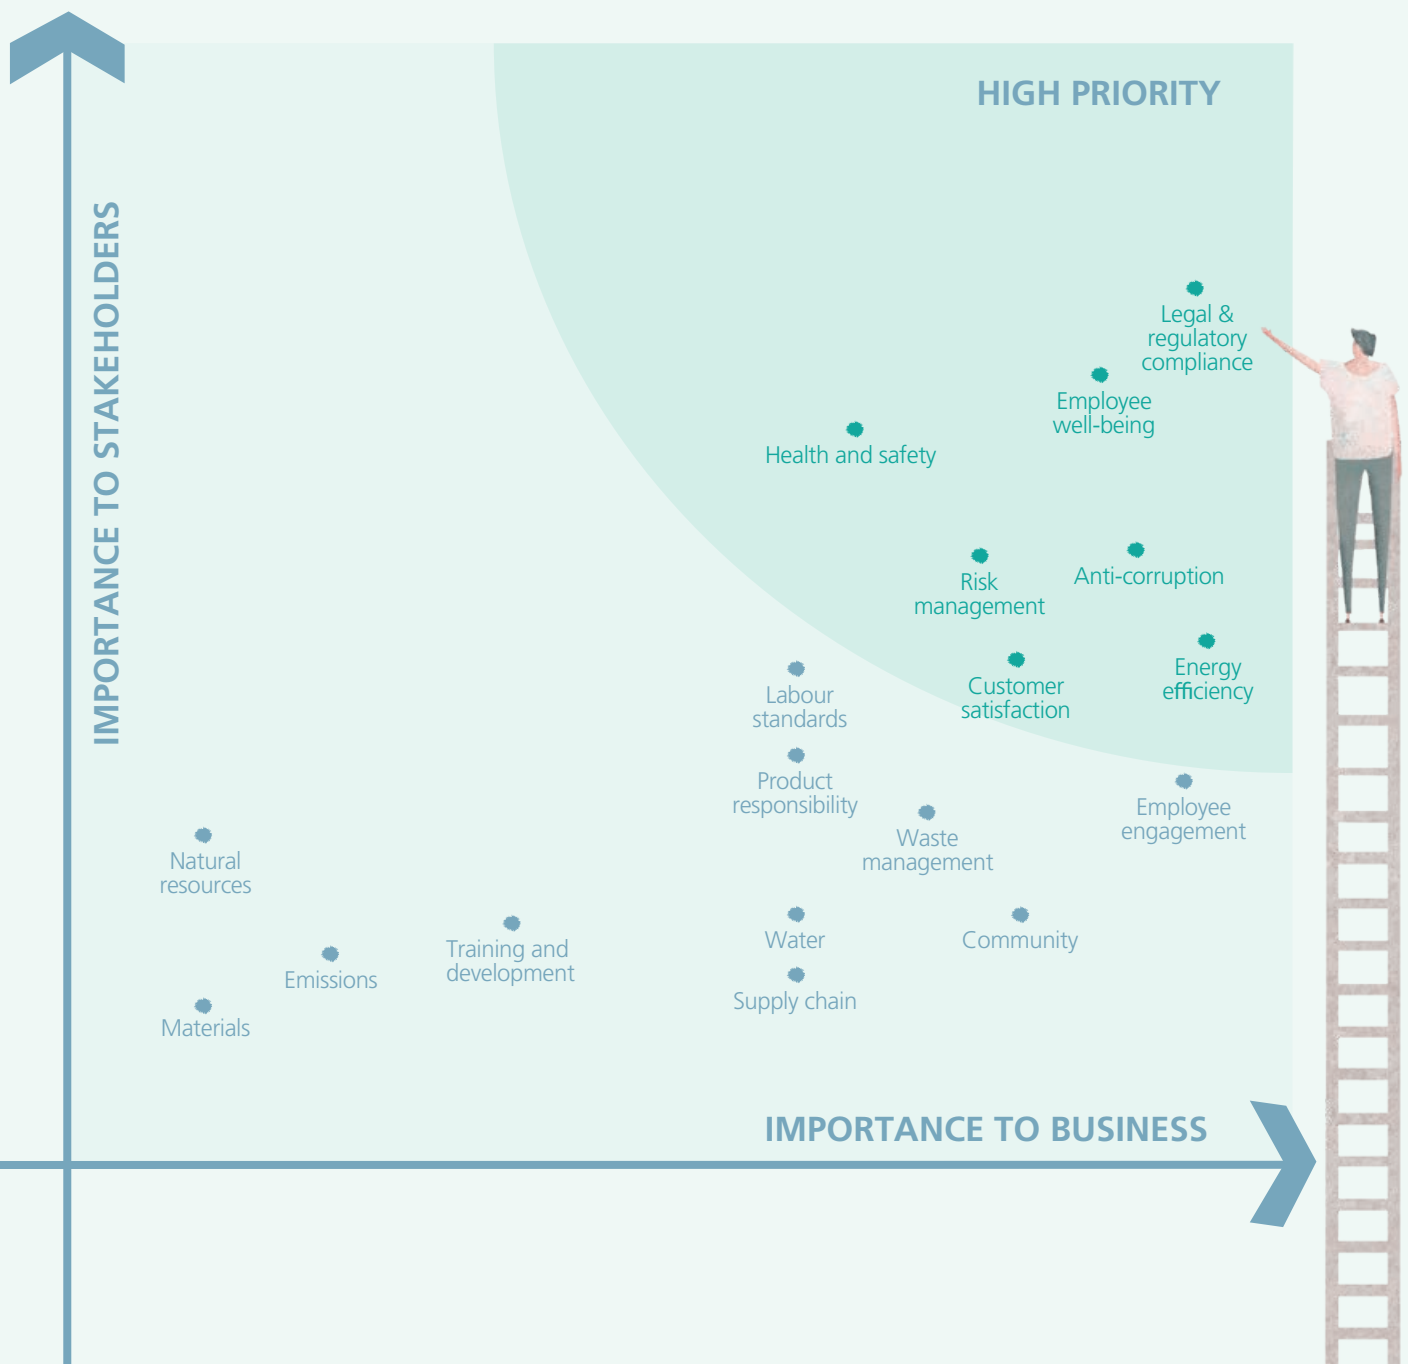 HIGH PRIORITY
IMPORTANCE TO STAKEHOLDERS
Legal &
regulatory
compliance
Employee
well-being
Health and safety
Risk
management
Anti-corruption
Customer
satisfaction
Energy
efficiency
Labour
standards
Product
responsibility
Waste
management
Employee
engagement
Natural
resources
Training and
development
Water
Community
Emissions
Supply chain
Materials
IMPORTANCE TO BUSINESS